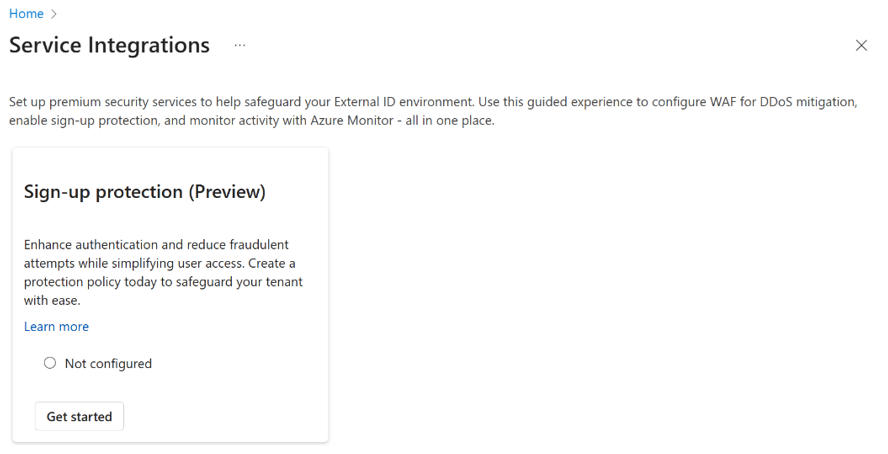 Home >
Service Integrations ...
Set up premium security services to help safeguard your External ID environment. Use this guided experience to configure WAF for DDoS mitigation,
enable sign-up protection, and monitor activity with Azure Monitor - all in one place.
Sign-up protection (Preview)
Enhance authentication and reduce fraudulent
attempts while simplifying user access. Create a
protection policy today to safeguard your tenant
with ease.
Learn more
Not configured
Get started